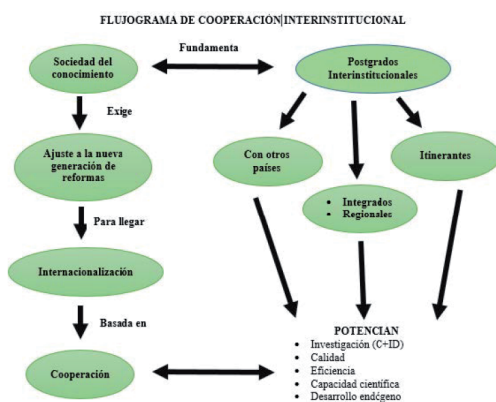 FLUJOGRAMA DE COOPERACIÓN INTERINSTITUCIONAL
Fundamenta
Sociedad del
conocimiento
Postgrados
Interinstitucionales
Exige
Ajuste a la nueva
generación de
reformas
Con otros
países
Itinerantes
• Integrados
• Regionales
Para llegar
Internacionalización
Basada en
Cooperación
POTENCIAN
• Investigación (C+ID)
• Calidad
• Eficiencia
• Capacidad científica
• Desarrollo endógeno